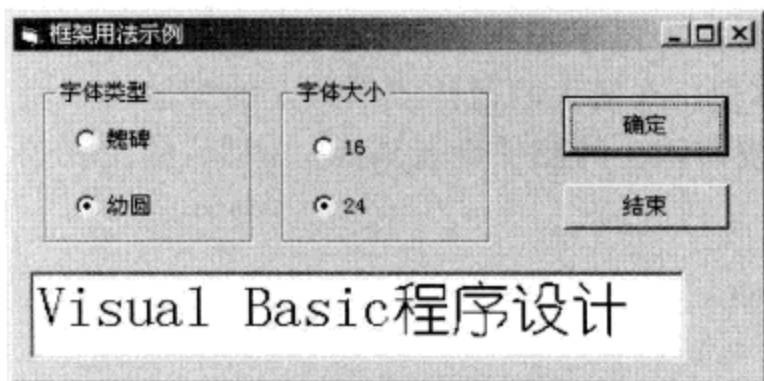 框架用法示例
字体类型
魏碑
幼圆
字体大小
16
24
确定
结束
Visual Basic程序设计